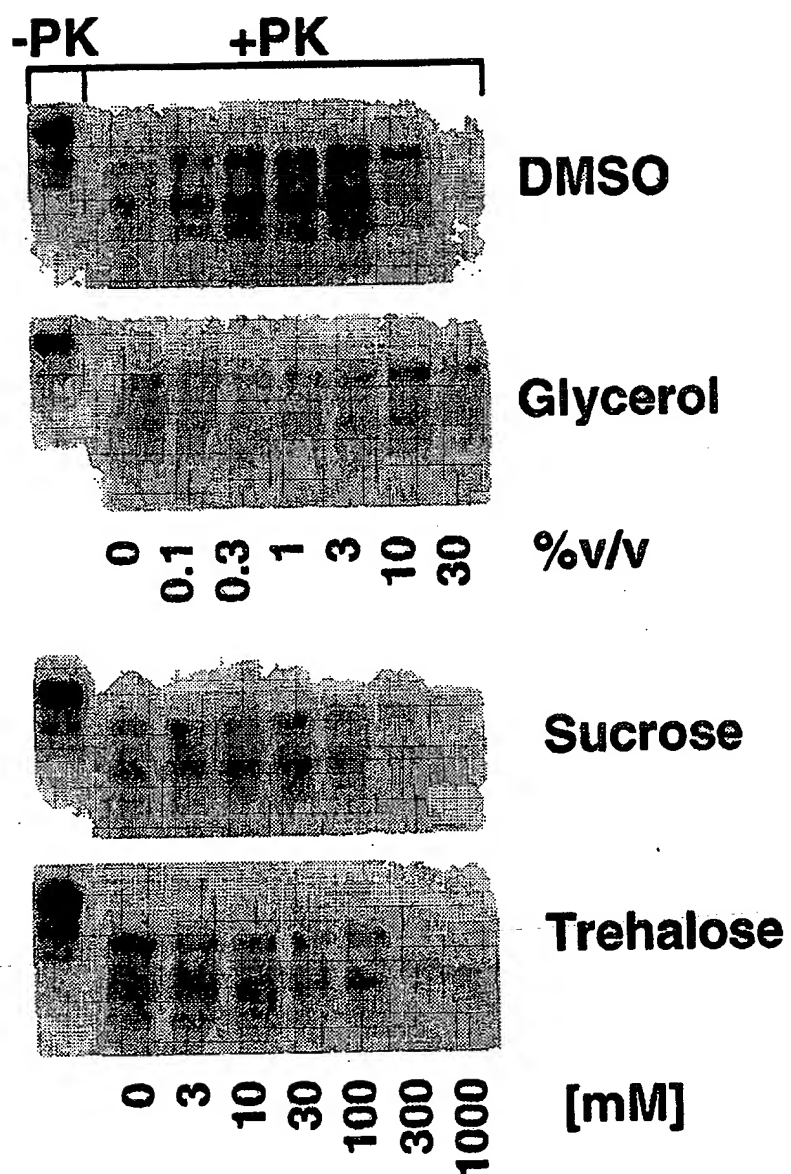 -PK +PK
DMSO
Glycerol
0 0.1 0.3 1 3 10 30 %v/v
Sucrose
Trehalose
0 3 10 30 100 300 1000 [mM]